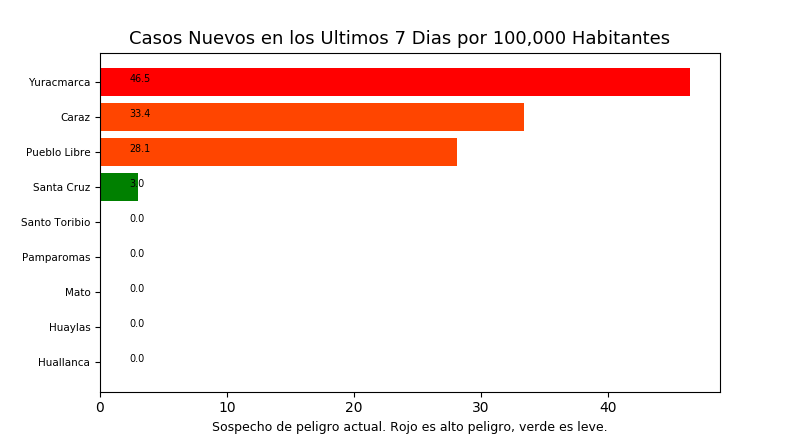 Casos Nuevos en los Ultimos 7 Dias por 100,000 Habitantes
Yuracmarca 46.5
Caraz 33.4
Pueblo Libre 28.1
Santa Cruz 3.0
Santo Toribio 0.0
Pamparomas 0.0
Mato 0.0
Huaylas 0.0
Huallanca 0.0
0 10 20 30 40
Sospecho de peligro actual. Rojo es alto peligro, verde es leve.